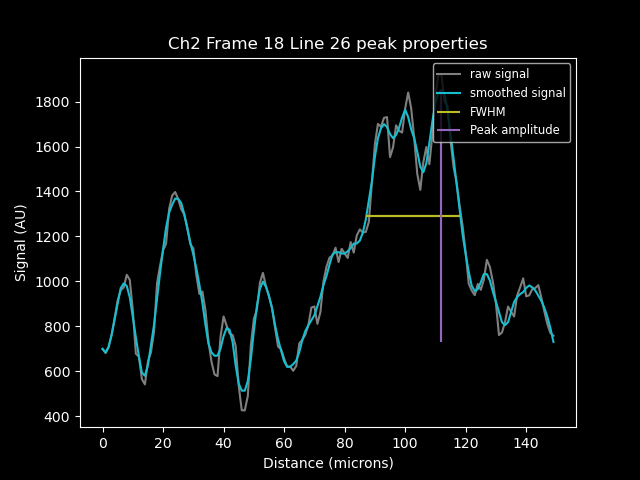 Ch2 Frame 18 Line 26 peak properties
raw signal
smoothed signal
FWHM
Peak amplitude
Signal (AU)
1800
1600
1400
1200
1000
800
600
400
0 20 40 60 80 100 120 140
Distance (microns)